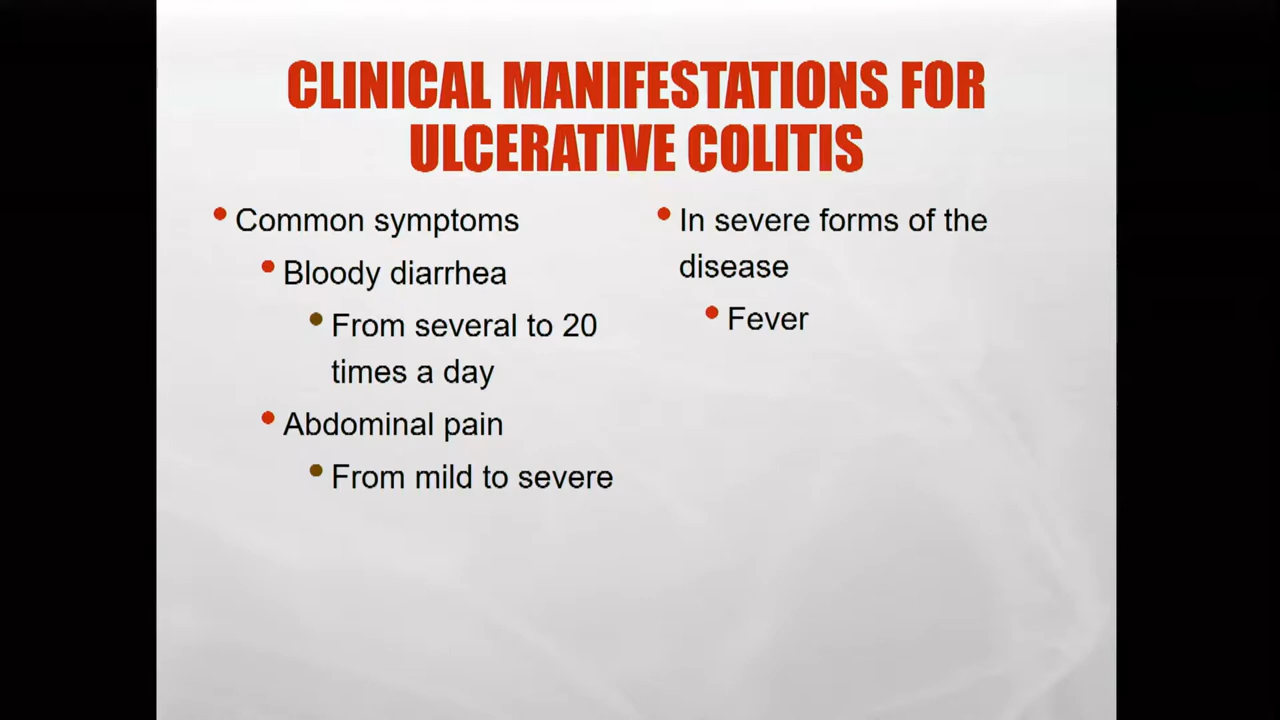 CLINICAL MANIFESTATIONS FOR
ULCERATIVE COLITIS
• Common symptoms
• Bloody diarrhea
• From several to 20
times a day
• Abdominal pain
• From mild to severe
• In severe forms of the
disease
• Fever